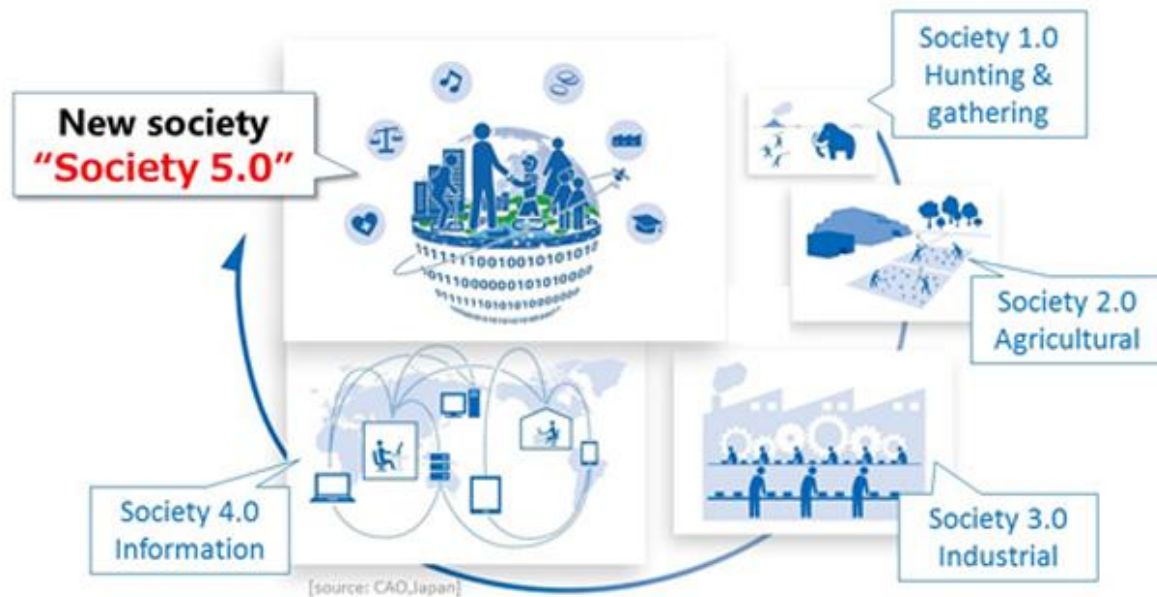 New society
“Society 5.0”
Society 1.0
Hunting &
gathering
Society 2.0
Agricultural
Society 3.0
Industrial
Society 4.0
Information
[source: CAO,Japan]